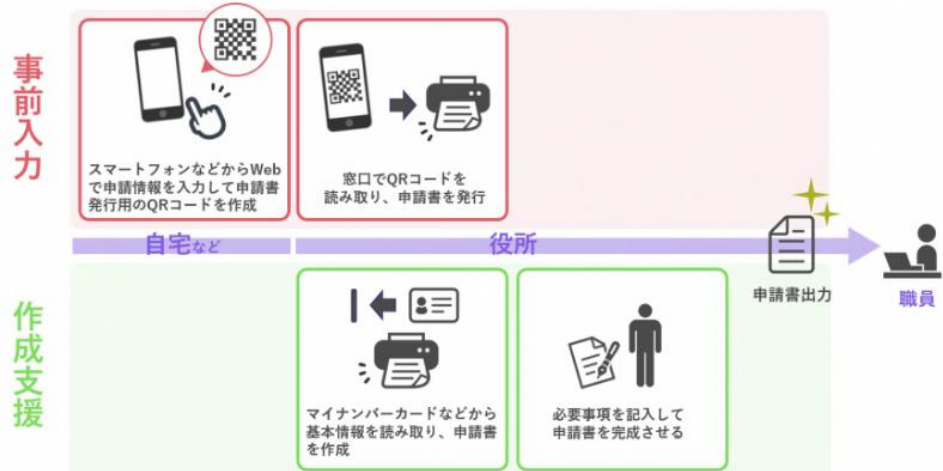 事前入力
スマートフォンなどからWeb
で申請情報を入力して申請書
発行用のQRコードを作成
窓口でQRコードを
読み取り、申請書を発行
自宅など
役所
申請書出力
職員
作成支援
マイナンバーカードなどから
基本情報を読み取り、申請書
を作成
必要事項を記入して
申請書を完成させる